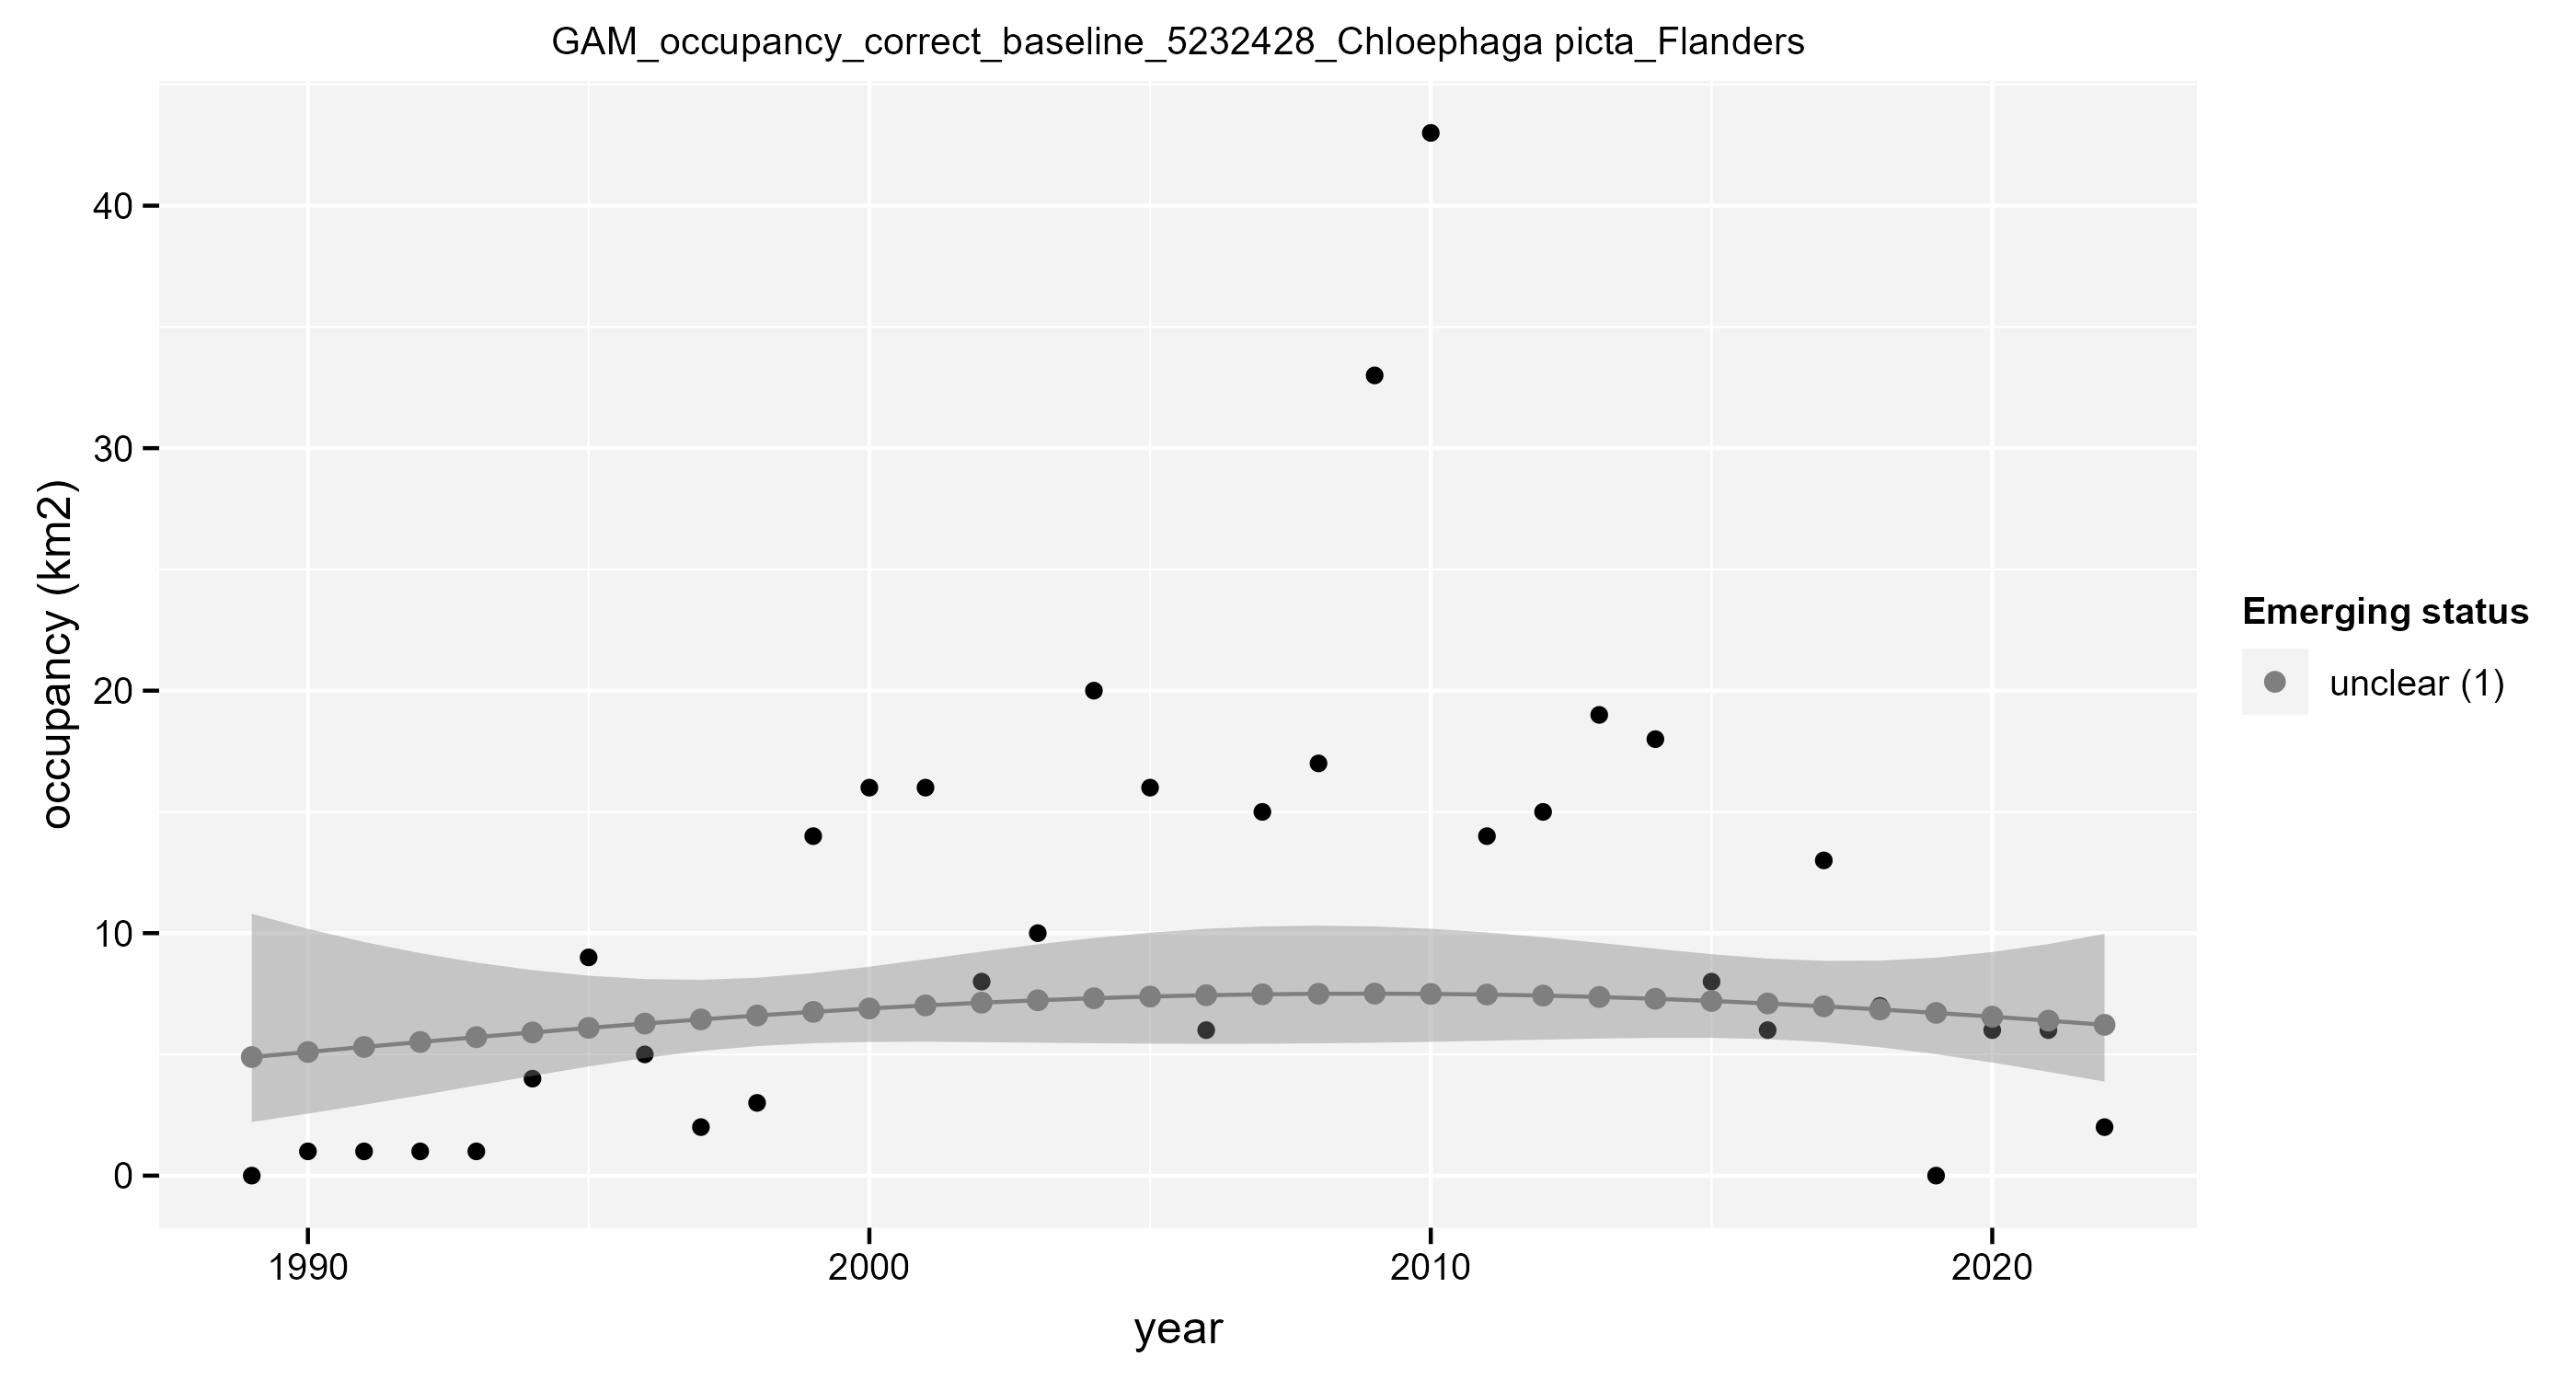 GAM_occupancy_correct_baseline_5232428_Chloephaga picta_Flanders
occupancy (km2)
40
30
20
10
0
1990 2000 2010 2020
year
Emerging status
unclear (1)